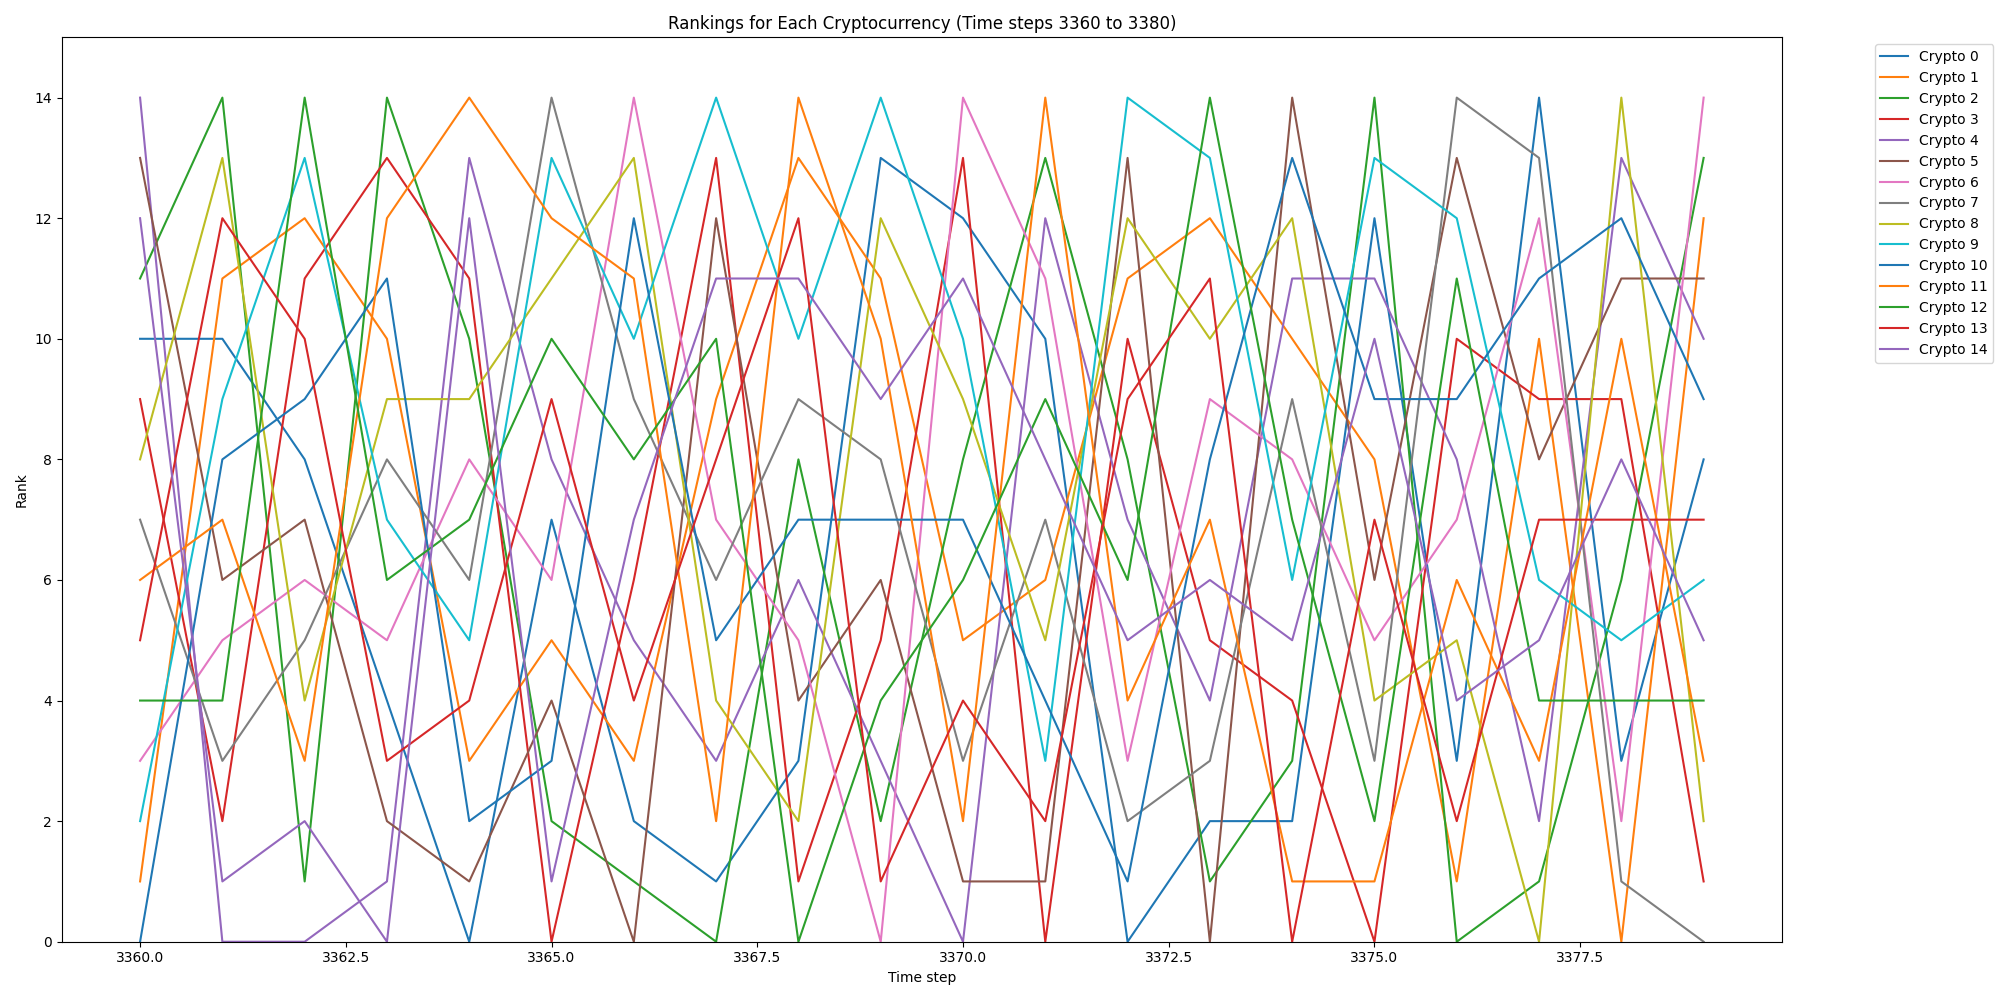 Rankings for Each Cryptocurrency (Time steps 3360 to 3380)
Rank
14
12
10
8
6
4
2
0
3360.0 3362.5 3365.0 3367.5 3370.0 3372.5 3375.0 3377.5
Time step
Crypto 0
Crypto 1
Crypto 2
Crypto 3
Crypto 4
Crypto 5
Crypto 6
Crypto 7
Crypto 8
Crypto 9
Crypto 10
Crypto 11
Crypto 12
Crypto 13
Crypto 14